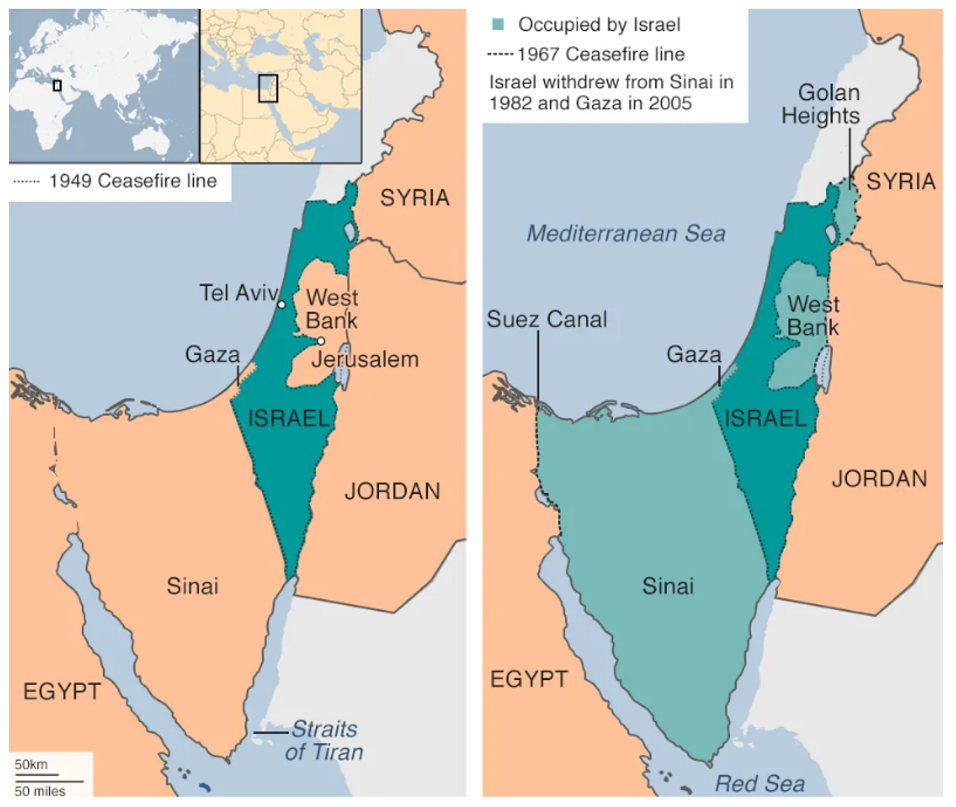 1949 Ceasefire line
SYRIA
Tel Aviv
West
Bank
Jerusalem
Gaza
ISRAEL
JORDAN
Sinai
EGYPT
Straits
of Tiran
50km
50 miles
Occupied by Israel
1967 Ceasefire line
Israel withdrew from Sinai in
1982 and Gaza in 2005
Golan
Heights
SYRIA
Mediterranean Sea
West
Bank
Suez Canal
Gaza
ISRAEL
JORDAN
Sinai
EGYPT
Red Sea